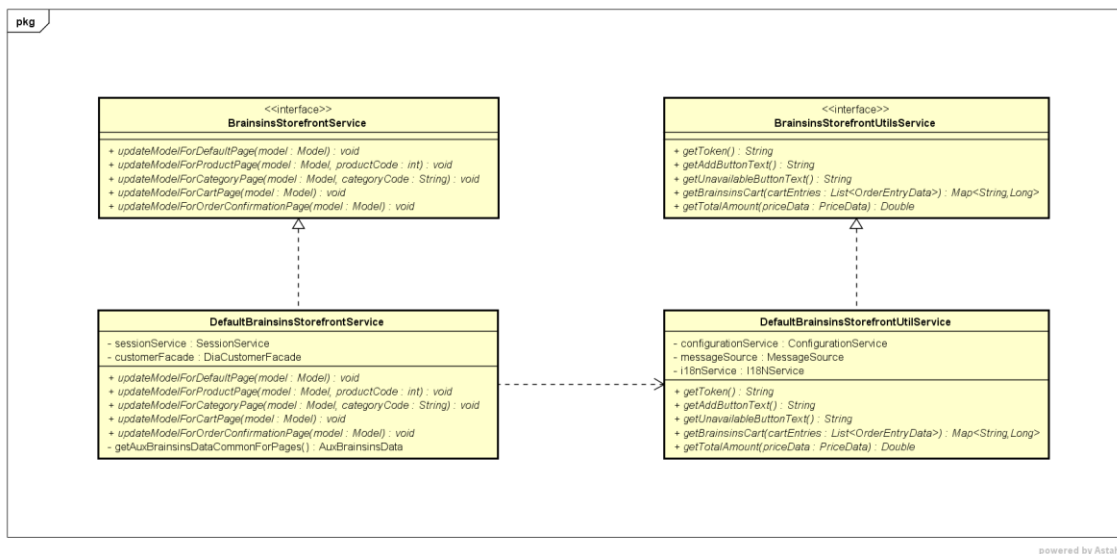 pkg
<<interface>>
BrainsinsStorefrontService
+ updateModelForDefaultPage(model : Model) : void
+ updateModelForProductPage(model : Model, productCode : int) : void
+ updateModelForCategoryPage(model : Model, categoryCode : String) : void
+ updateModelForCartPage(model : Model) : void
+ updateModelForOrderConfirmationPage(model : Model) : void
<<interface>>
BrainsinsStorefrontUtilsService
+ getToken() : String
+ getAddButtonText() : String
+ getUnavailableButtonText() : String
+ getBrainsinsCart(cartEntries : List<OrderEntryData>) : Map<String,Long>
+ getTotalAmount(priceData : PriceData) : Double
DefaultBrainsinsStorefrontService
- sessionService : SessionService
- customerFacade : DiaCustomerFacade
+ updateModelForDefaultPage(model : Model) : void
+ updateModelForProductPage(model : Model, productCode : int) : void
+ updateModelForCategoryPage(model : Model, categoryCode : String) : void
+ updateModelForCartPage(model : Model) : void
+ updateModelForOrderConfirmationPage(model : Model) : void
- getAuxBrainsinsDataCommonForPages() : AuxBrainsinsData
DefaultBrainsinsStorefrontUtilService
- configurationService : ConfigurationService
- messageSource : MessageSource
- i18nService : I18NService
+ getToken() : String
+ getAddButtonText() : String
+ getUnavailableButtonText() : String
+ getBrainsinsCart(cartEntries : List<OrderEntryData>) : Map<String,Long>
+ getTotalAmount(priceData : PriceData) : Double
powered by Astah